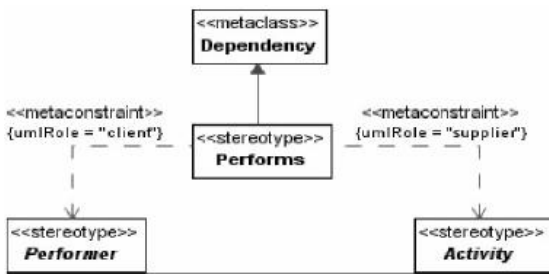 <<metaclass>>
Dependency
<<metaconstraint>>
{umlRole = "client"}
<<metaconstraint>>
{umlRole = "supplier"}
<<stereotype>>
Performs
<<stereotype>>
Performer
<<stereotype>>
Activity